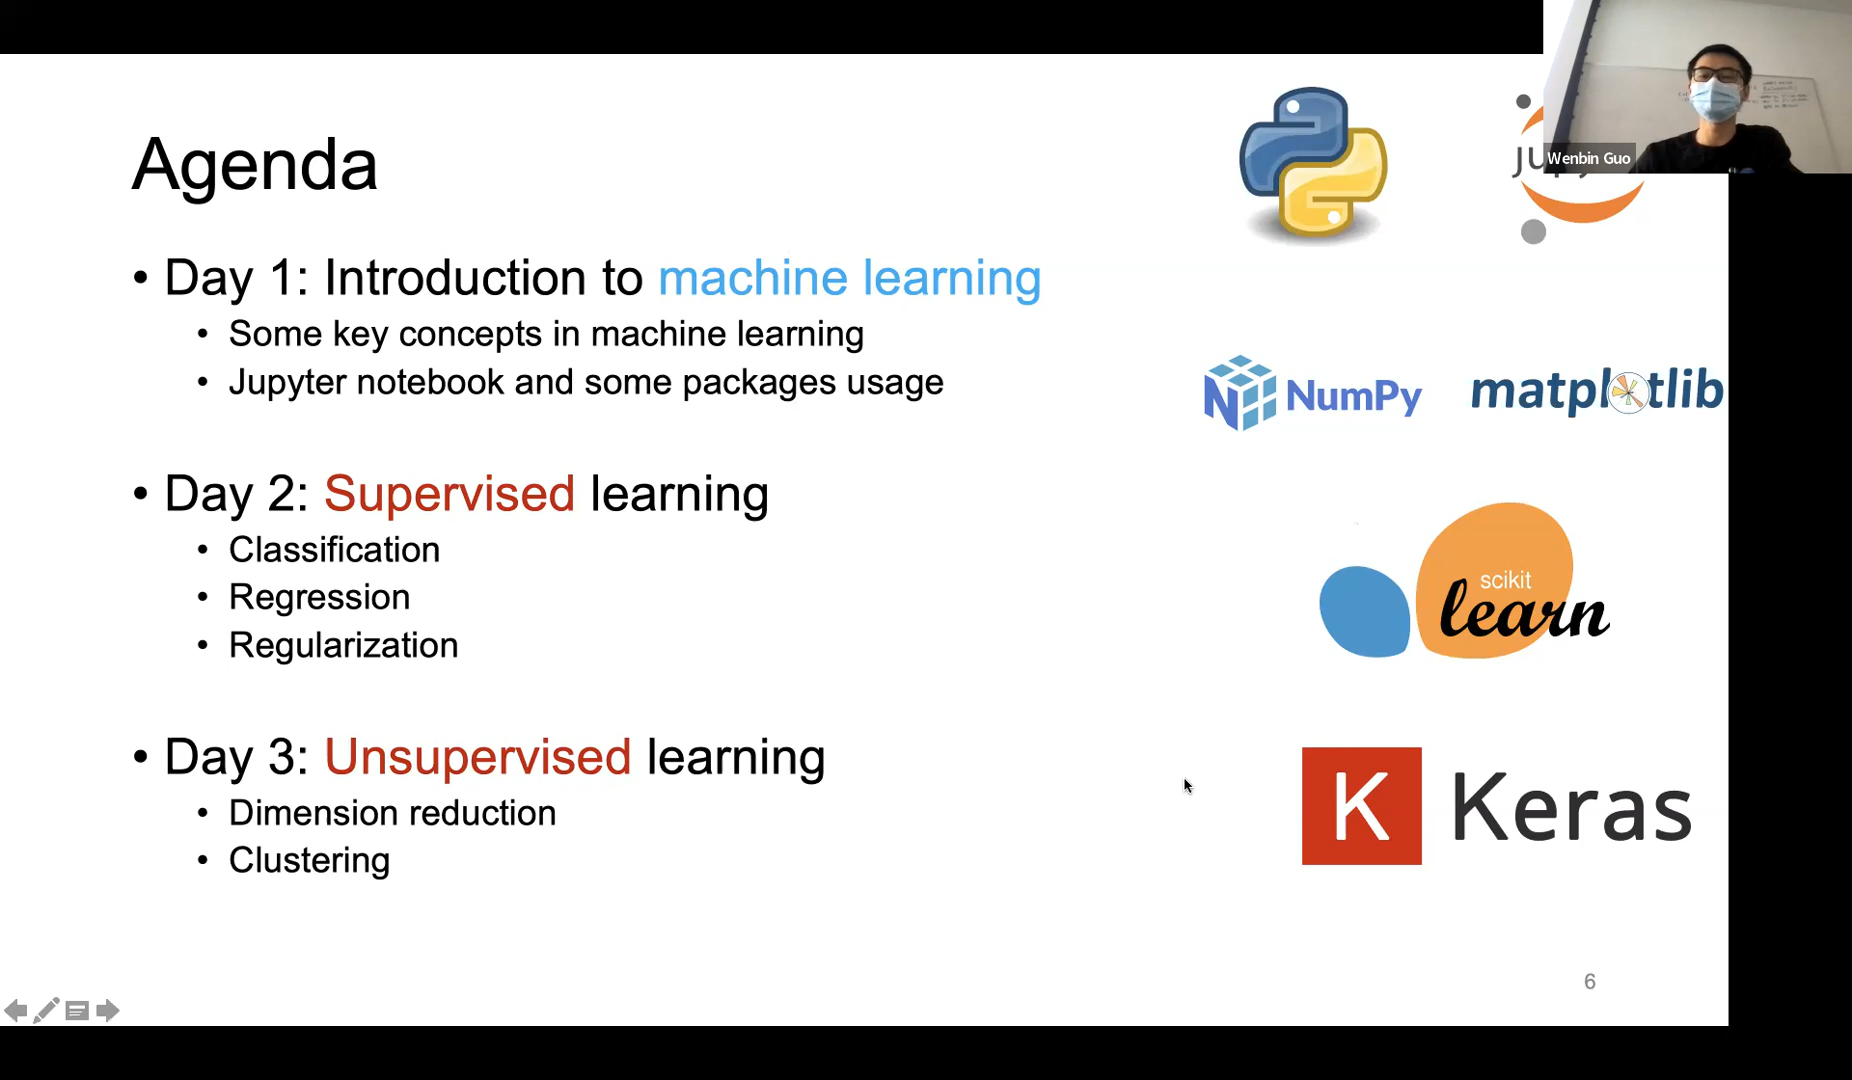 Agenda
Wenbin Guo
• Day 1: Introduction to machine learning
• Some key concepts in machine learning
• Jupyter notebook and some packages usage
NumPy
matplotlib
• Day 2: Supervised learning
• Classification
• Regression
• Regularization
scikit
learn
• Day 3: Unsupervised learning
• Dimension reduction
• Clustering
K Keras
6